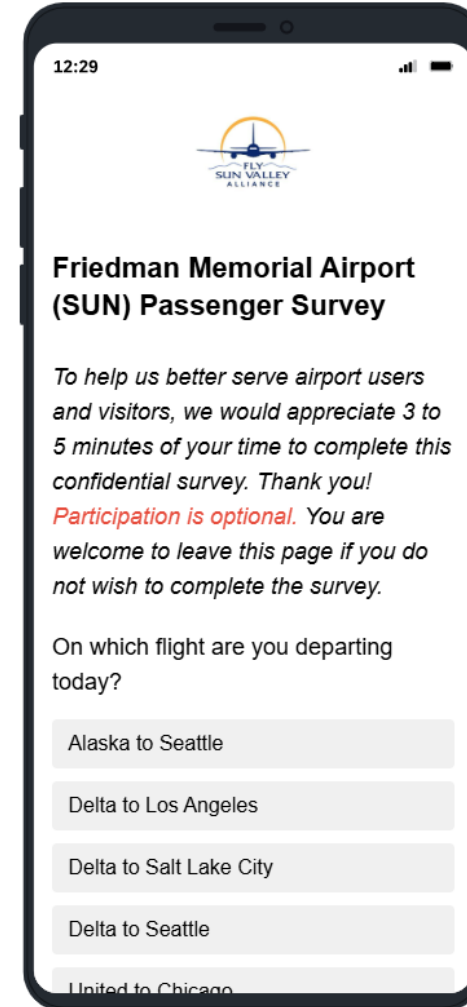 12:29
FLY
SUN VALLEY
ALLIANCE
Friedman Memorial Airport
(SUN) Passenger Survey
To help us better serve airport users
and visitors, we would appreciate 3 to
5 minutes of your time to complete this
confidential survey. Thank you!
Participation is optional. You are
welcome to leave this page if you do
not wish to complete the survey.
On which flight are you departing
today?
Alaska to Seattle
Delta to Los Angeles
Delta to Salt Lake City
Delta to Seattle
United to Chicago